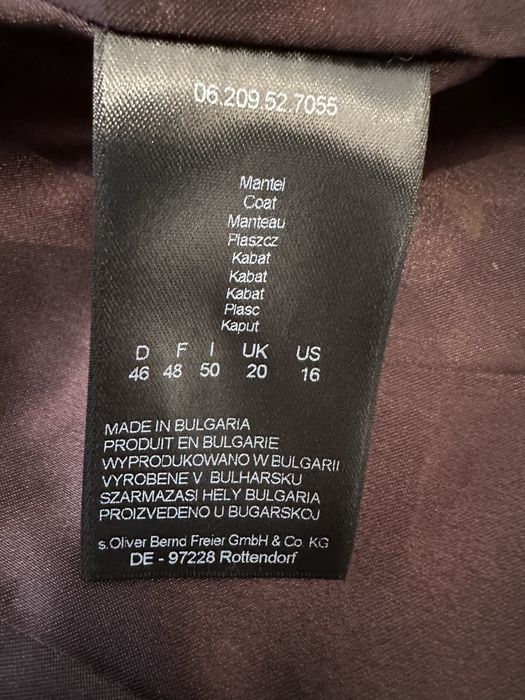 06.209.52.7055
Mantel
Coat
Manteau
Plaszcz
Kabat
Kabat
Kabat
Plasc
Kaput
D F I UK US
46 48 50 20 16
MADE IN BULGARIA
PRODUIT EN BULGARIE
WYPRODUKOWANO W BULGARII
VYROBENE V BULHARSKU
SZARMAZASI HELY BULGARIA
PROIZVEDENO U BUGARSKOJ
s.Oliver Bernd Freier GmbH & Co. KG
DE - 97228 Rottendorf